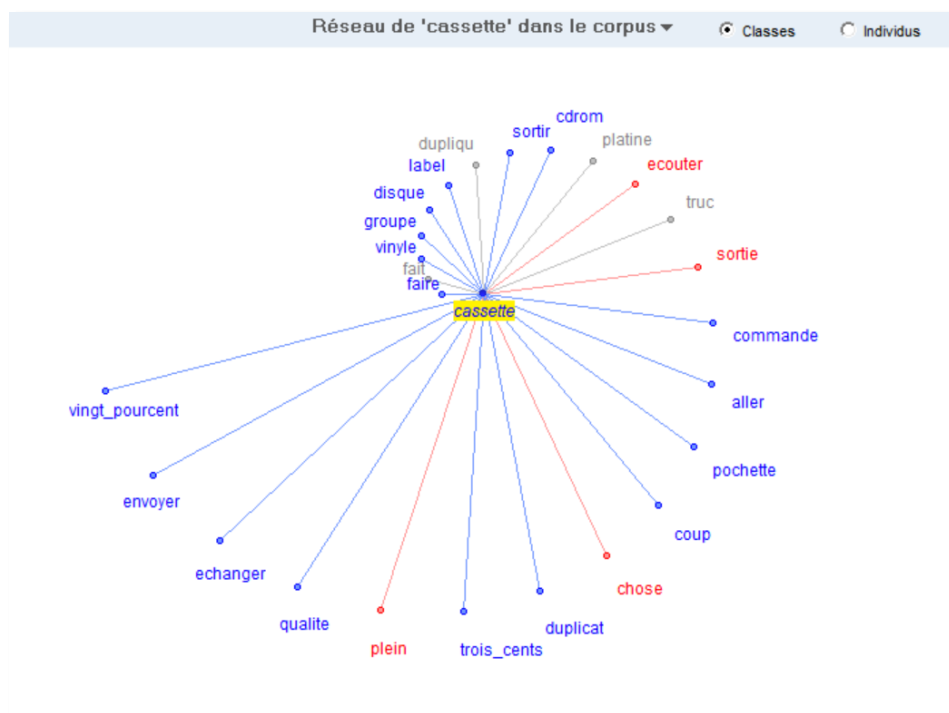 Réseau de 'cassette' dans le corpus
Classes
Individus
cdrom
sortir
platine
dupliqu
ecouter
label
disque
truc
groupe
vinyle
sortie
fait
faire
cassette
commande
aller
vingt_pourcent
pochette
envoyer
coup
echanger
chose
qualite
duplicat
plein
trois_cents